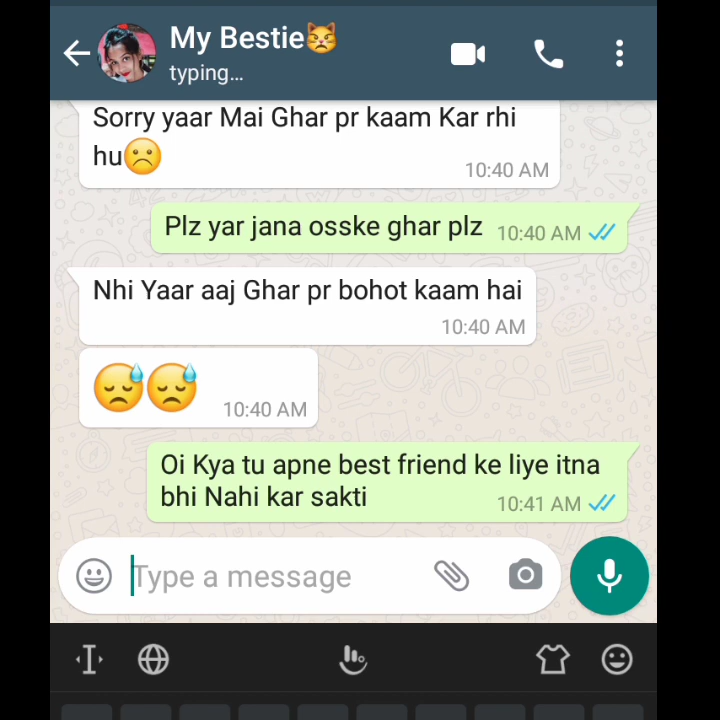 My Bestie😾
typing...
Sorry yaar Mai Ghar pr kaam Kar rhi
hu☹️
10:40 AM
Plz yar jana osske ghar plz
10:40 AM
Nhi Yaar aaj Ghar pr bohot kaam hai
10:40 AM
😓😓
10:40 AM
Oi Kya tu apne best friend ke liye itna
bhi Nahi kar sakti
10:41 AM
Type a message